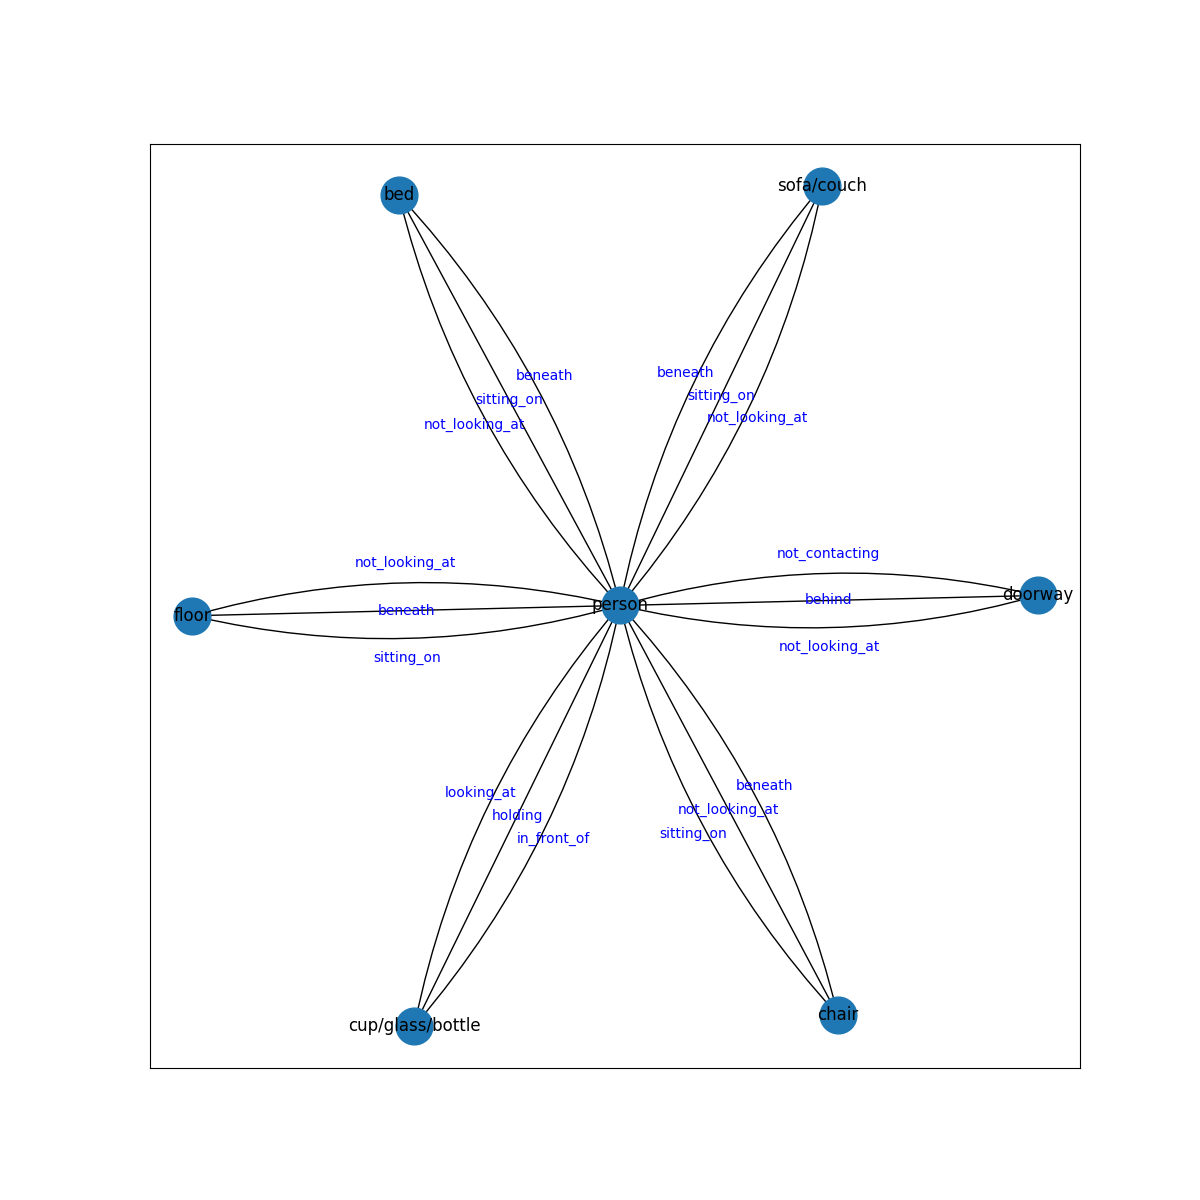 sofa/couch
bed
beneath
beneath
sitting_on
sitting_on
not_looking_at
not_looking_at
not_contacting
not_looking_at
doorway
behind
person
beneath
floor
not_looking_at
sitting_on
beneath
looking_at
not_looking_at
holding
sitting_on
in_front_of
chair
cup/glass/bottle